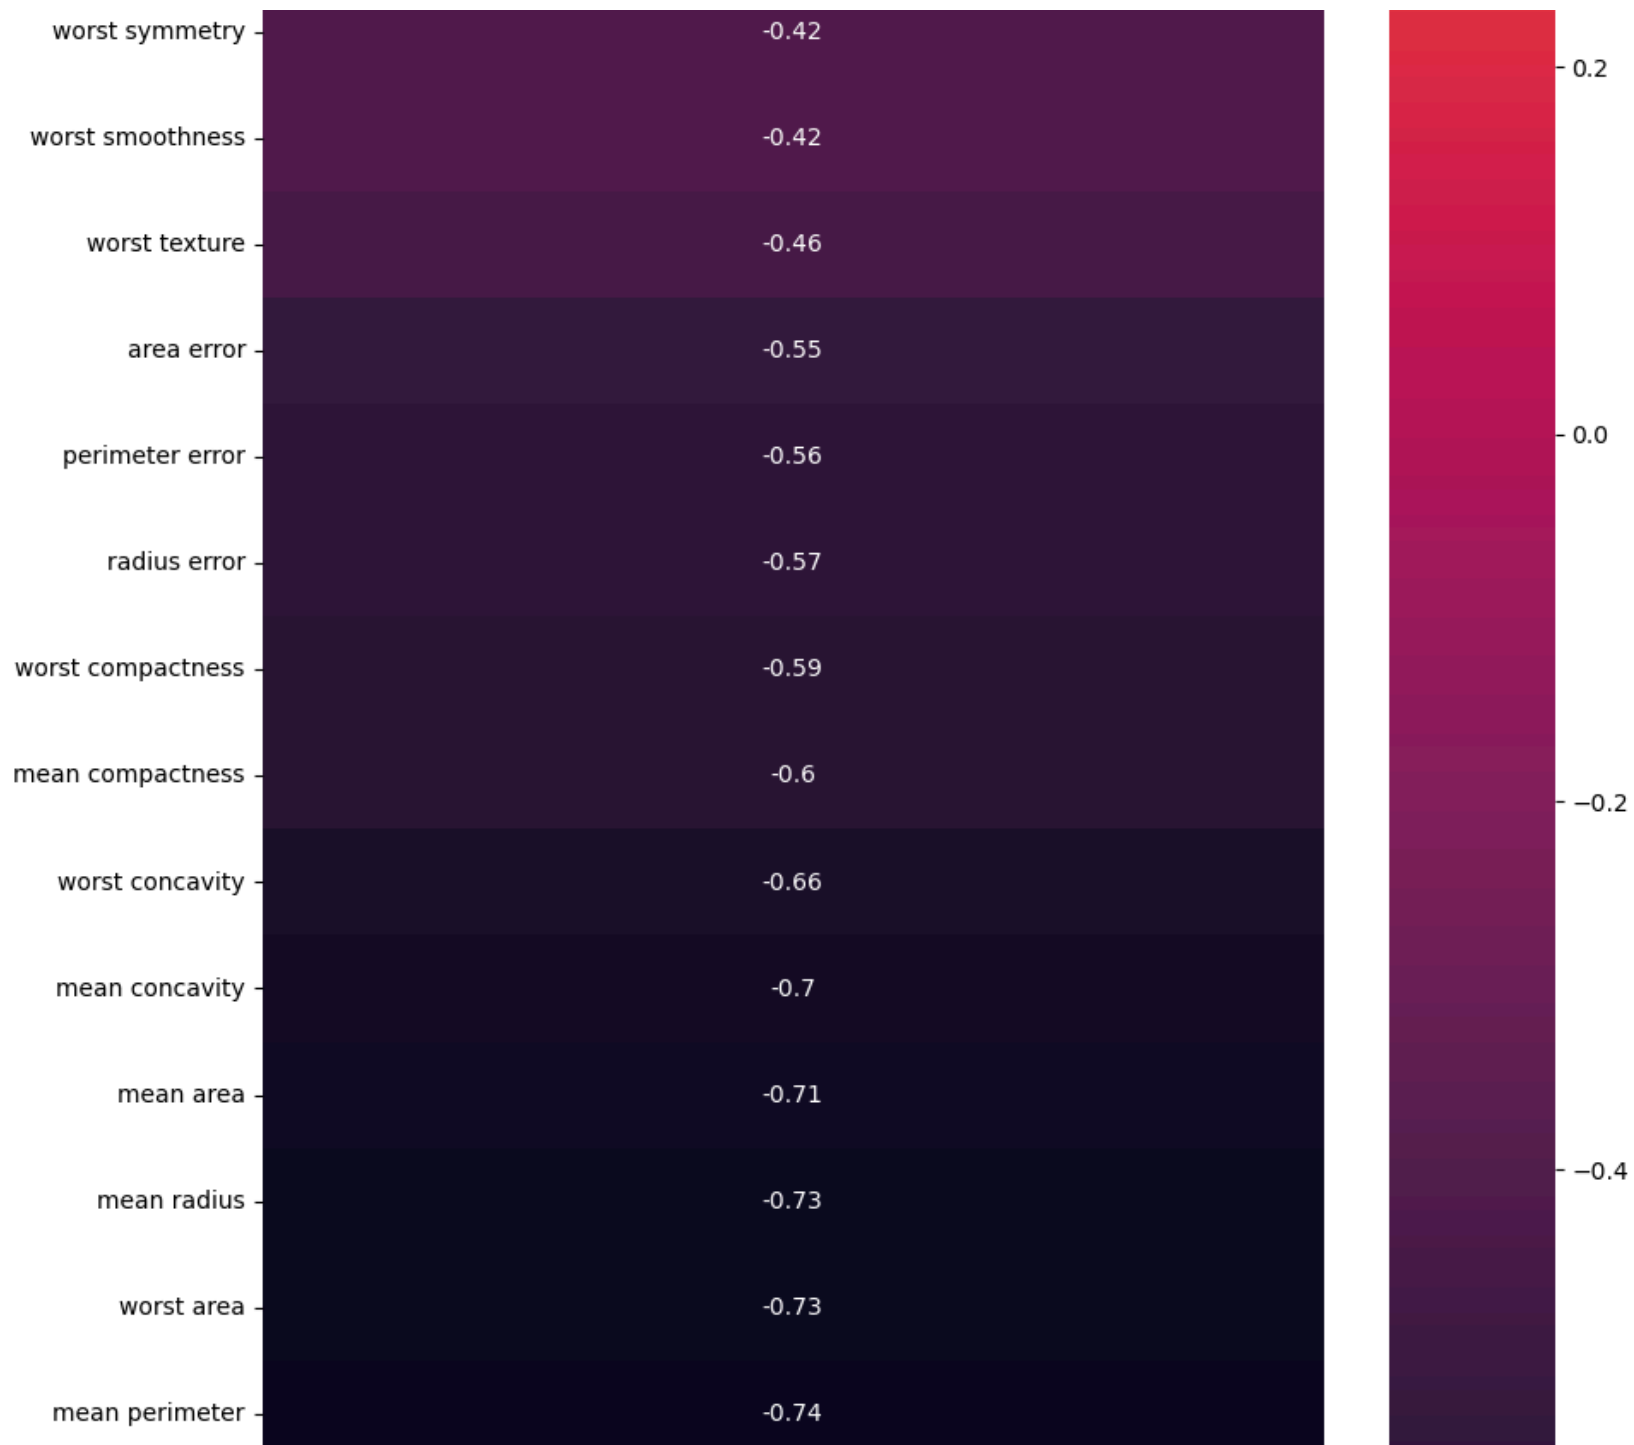 worst symmetry -0.42
worst smoothness -0.42
worst texture -0.46
area error -0.55
perimeter error -0.56
radius error -0.57
worst compactness -0.59
mean compactness -0.6
worst concavity -0.66
mean concavity -0.7
mean area -0.71
mean radius -0.73
worst area -0.73
mean perimeter -0.74
0.2
0.0
−0.2
−0.4